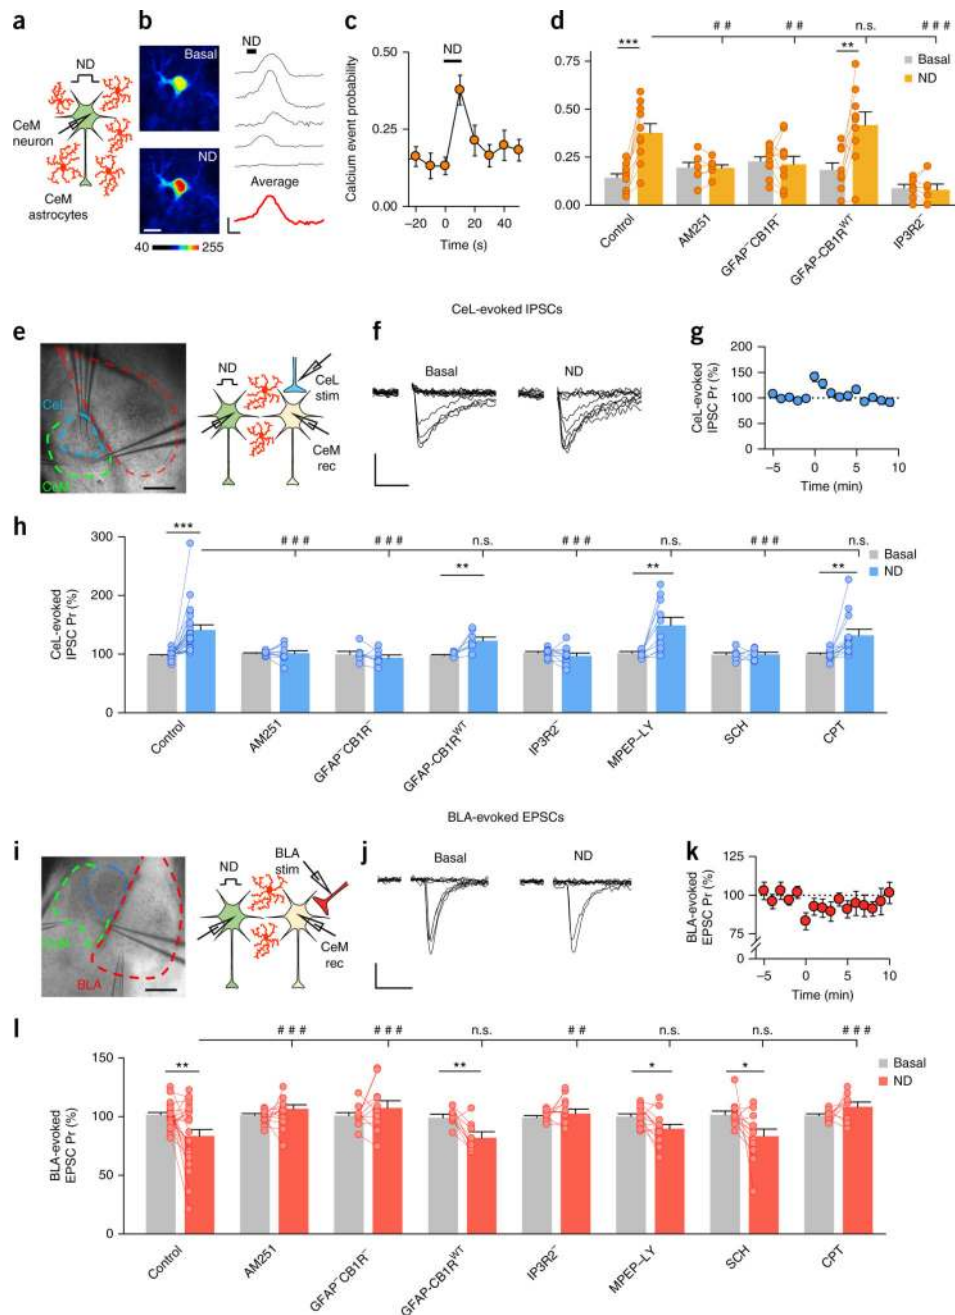 a
ND
CeM
neuron
CeM
astrocytes
b
Basal
ND
40
255
ND
Average
c
ND
Calcium event probability
0.50
0.25
0.00
−20
0
20
40
Time (s)
d
***
# #
# #
n.s.
# # #
**
Basal
ND
0.75
0.50
0.25
0.00
Control
AM251
GFAP⁻CB1R⁻
GFAP-CB1Rᵂᵀ
IP3R2⁻
CeL-evoked IPSCs
e
CeL
CeM
ND
CeL
stim
CeM
rec
f
Basal
ND
g
CeL-evoked
IPSC Pr (%)
150
100
50
0
−5
0
5
10
Time (min)
h
***
# # #
# # #
n.s.
# # #
n.s.
# # #
n.s.
**
**
**
Basal
ND
CeL-evoked
IPSC Pr (%)
300
200
100
0
Control
AM251
GFAP⁻CB1R⁻
GFAP-CB1Rᵂᵀ
IP3R2⁻
MPEP–LY
SCH
CPT
BLA-evoked EPSCs
i
BLA
ND
BLA
stim
CeM
rec
j
Basal
ND
k
BLA-evoked
EPSC Pr (%)
125
100
75
0
−5
0
5
10
Time (min)
l
# # #
# # #
n.s.
# #
n.s.
n.s.
# # #
**
**
*
*
Basal
ND
BLA-evoked
EPSC Pr (%)
150
100
50
0
Control
AM251
GFAP⁻CB1R⁻
GFAP-CB1Rᵂᵀ
IP3R2⁻
MPEP–LY
SCH
CPT